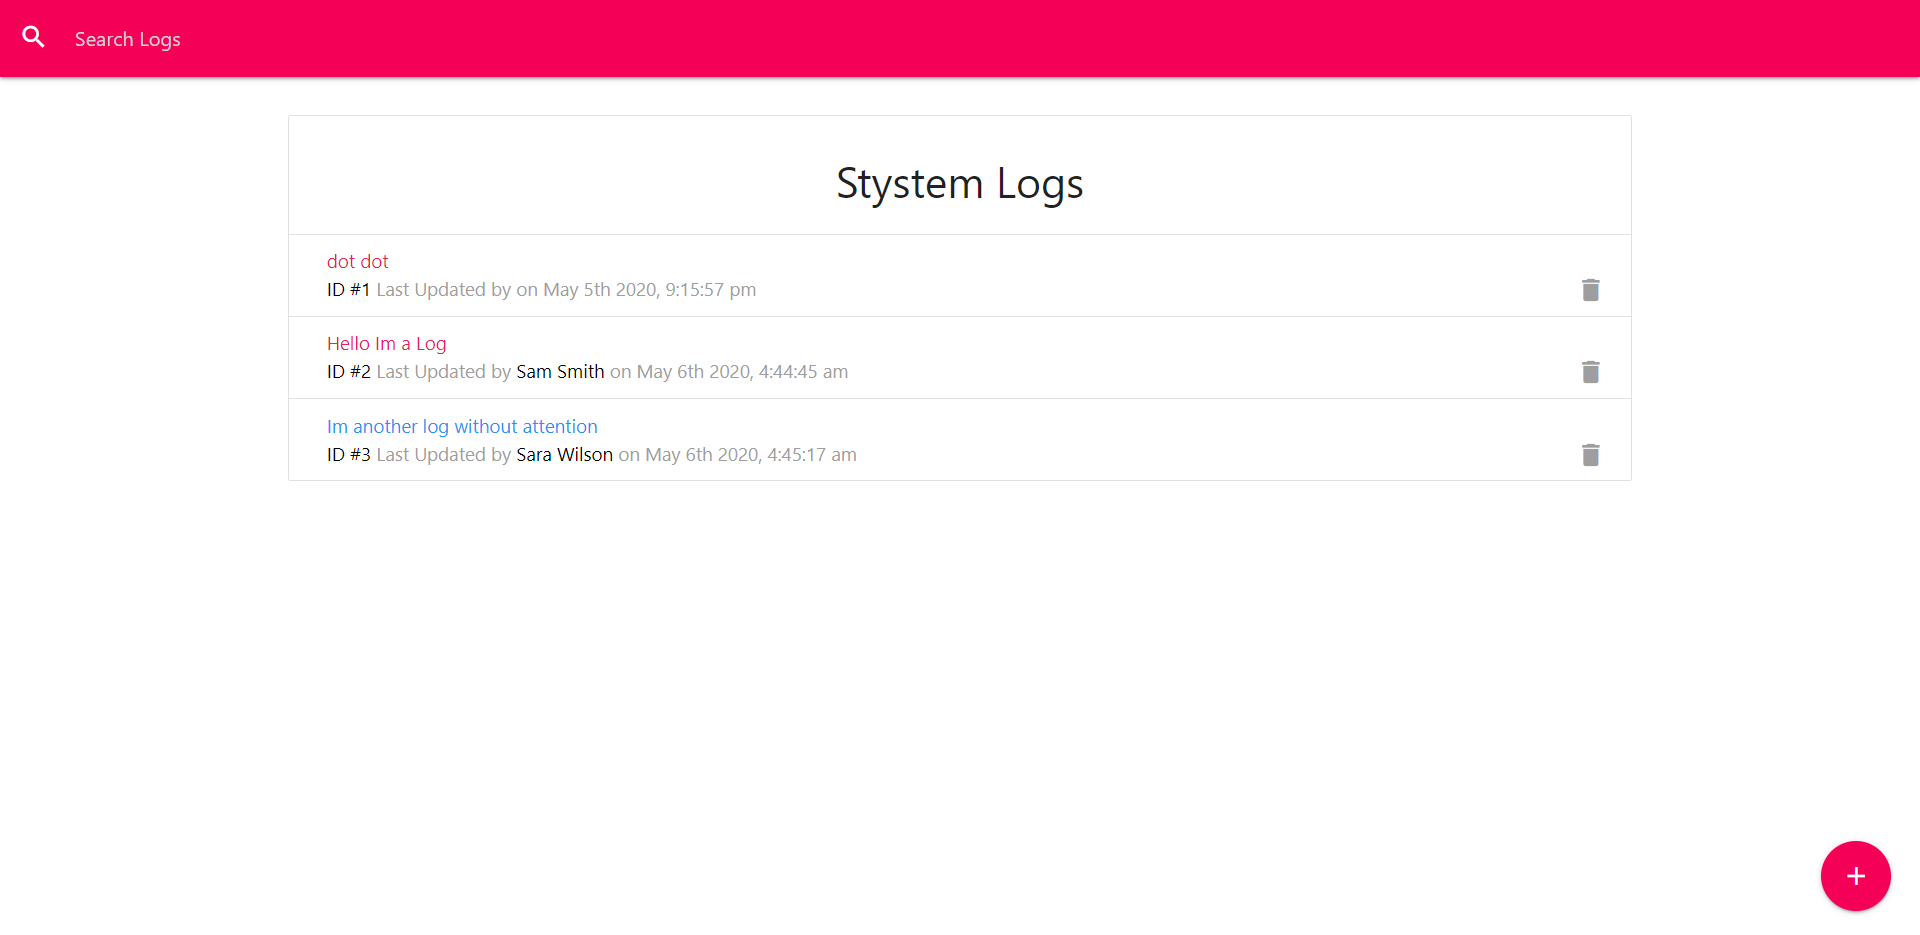 Search Logs
Stystem Logs
dot dot
ID #1 Last Updated by on May 5th 2020, 9:15:57 pm
Hello Im a Log
ID #2 Last Updated by Sam Smith on May 6th 2020, 4:44:45 am
Im another log without attention
ID #3 Last Updated by Sara Wilson on May 6th 2020, 4:45:17 am